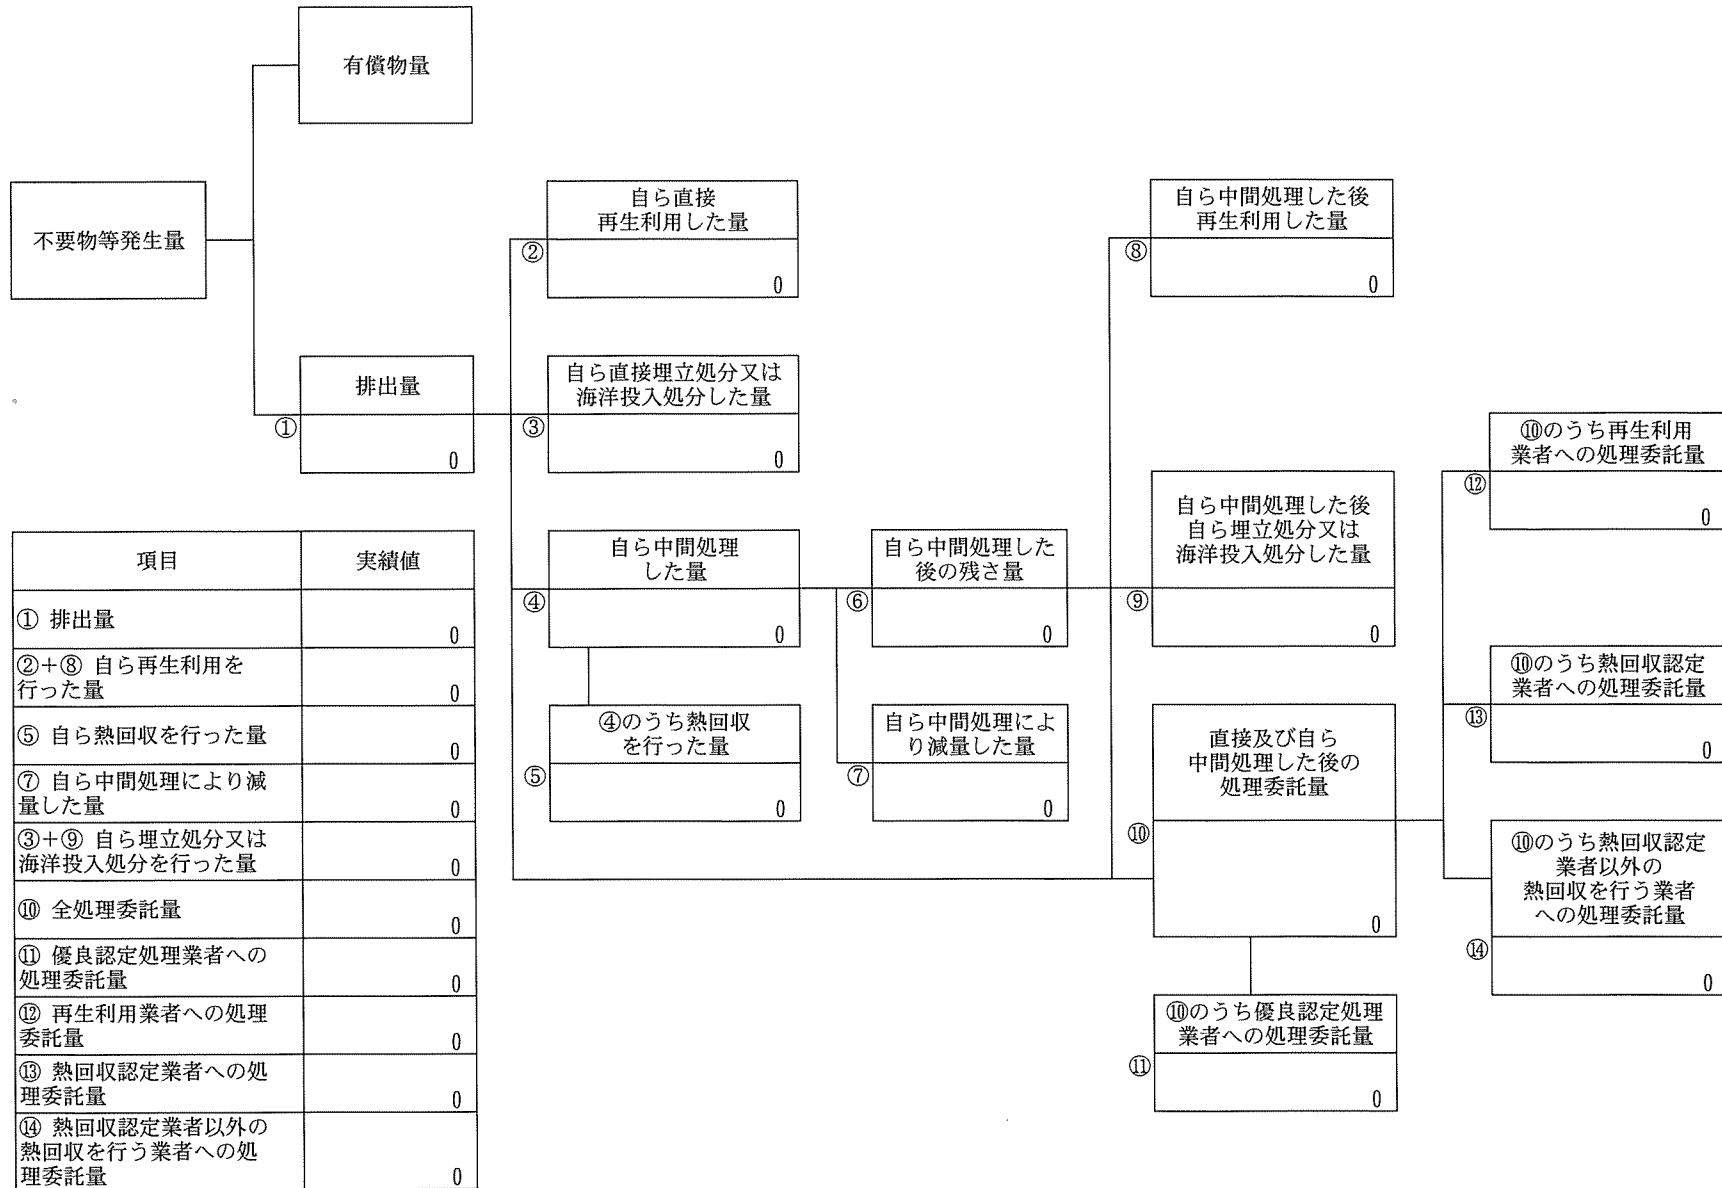 有償物量
不要物等発生量
排出量
①
0
自ら直接
再生利用した量
②
0
自ら直接埋立処分又は
海洋投入処分した量
③
0
自ら中間処理
した量
④
0
④のうち熱回収
を行った量
⑤
0
自ら中間処理した
後の残さ量
⑥
0
自ら中間処理によ
り減量した量
⑦
0
自ら中間処理した後
再生利用した量
⑧
0
自ら中間処理した後
自ら埋立処分又は
海洋投入処分した量
⑨
0
直接及び自ら
中間処理した後の
処理委託量
⑩
0
⑩のうち優良認定処理
業者への処理委託量
⑪
0
⑩のうち再生利用
業者への処理委託量
⑫
0
⑩のうち熱回収認定
業者への処理委託量
⑬
0
⑩のうち熱回収認定
業者以外の
熱回収を行う業者
への処理委託量
⑭
0
項目 実績値
① 排出量
0
②+⑧ 自ら再生利用を
行った量
0
⑤ 自ら熱回収を行った量
0
⑦ 自ら中間処理により減
量した量
0
③+⑨ 自ら埋立処分又は
海洋投入処分を行った量
0
⑩ 全処理委託量
0
⑪ 優良認定処理業者への
処理委託量
0
⑫ 再生利用業者への処理
委託量
0
⑬ 熱回収認定業者への処
理委託量
0
⑭ 熱回収認定業者以外の
熱回収を行う業者への処
理委託量
0